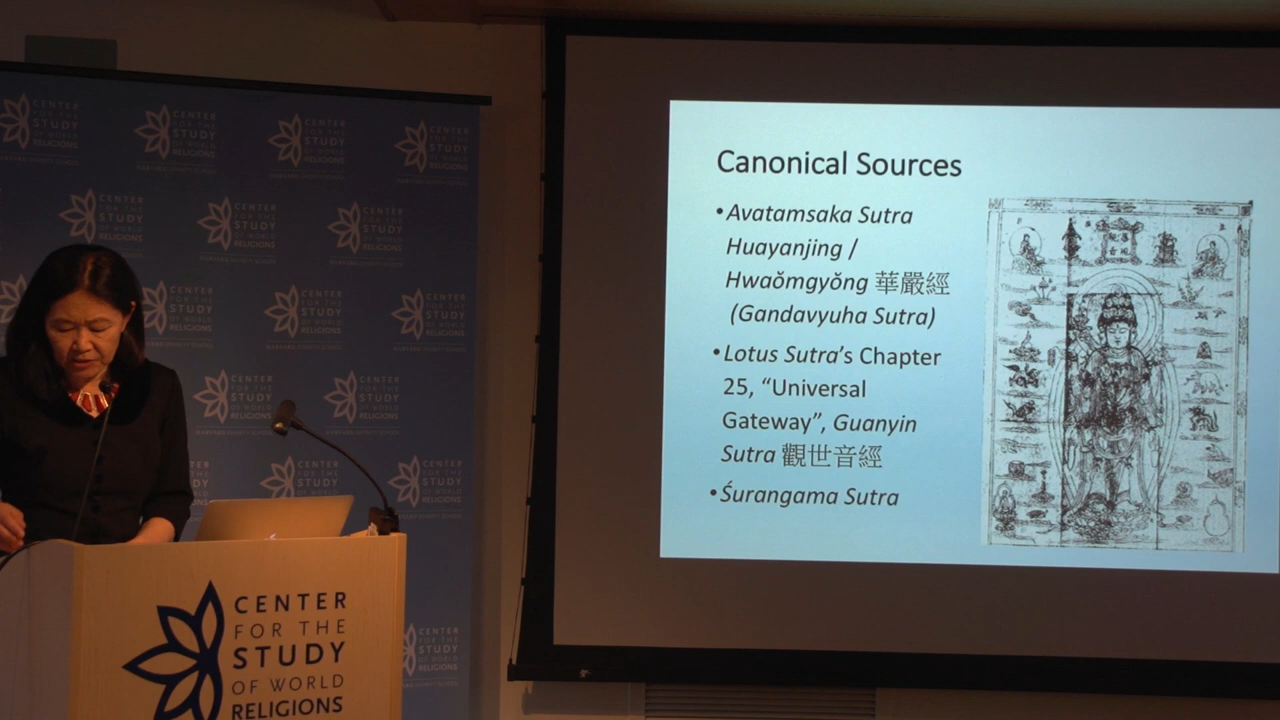 Canonical Sources
•Avatamsaka Sutra
Huayanjing /
Hwaŏmgyŏng 華嚴經
(Gandavyuha Sutra)
•Lotus Sutra's Chapter
25, “Universal
Gateway”, Guanyin
Sutra 觀世音經
•Śurangama Sutra
CENTER
FOR THE
STUDY
OF WORLD
RELIGIONS
CENTER
FOR THE
STUDY
OF WORLD
RELIGIONS